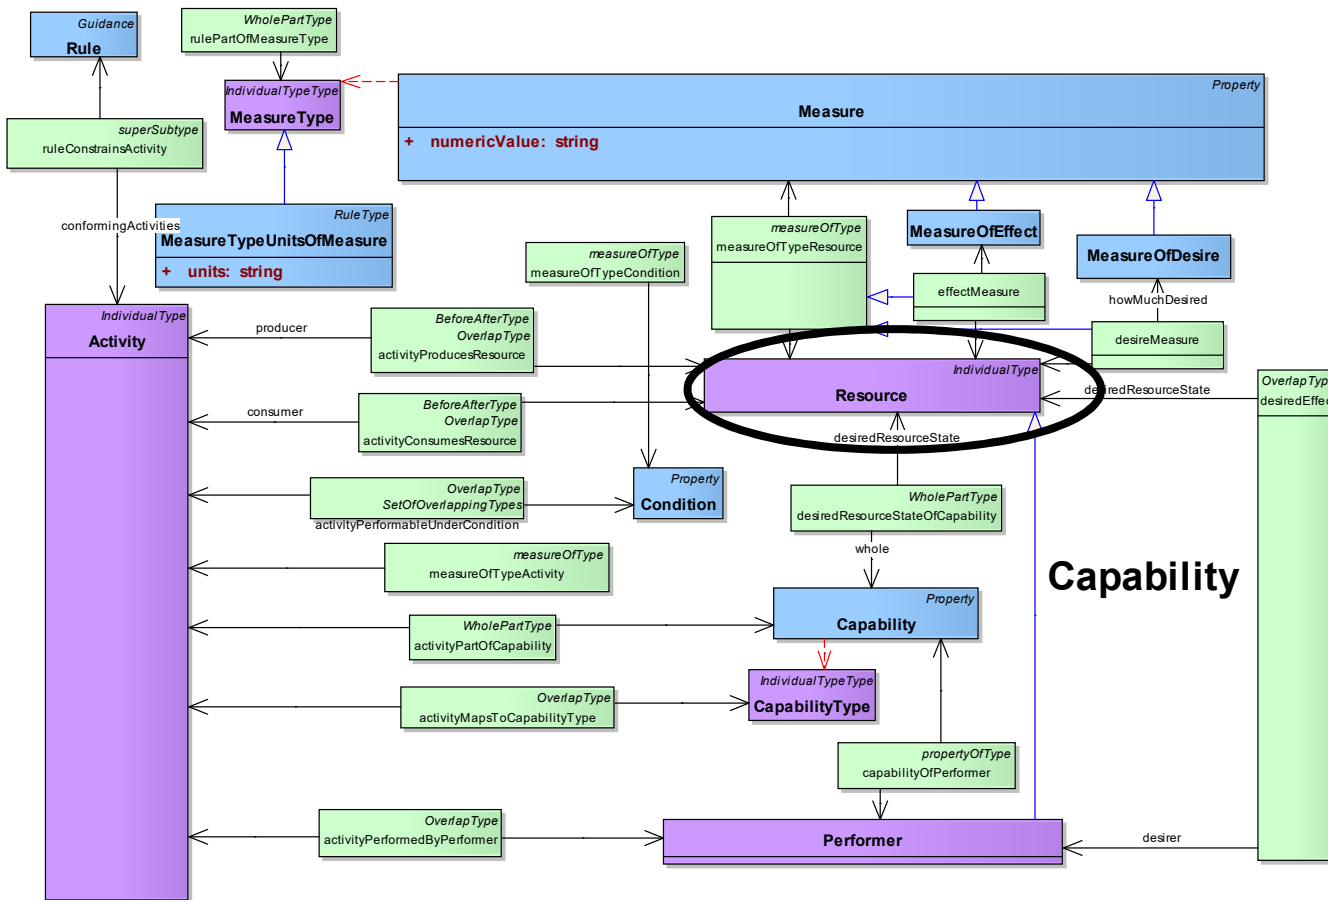 Guidance
Rule
WholePartType
rulePartOfMeasureType
IndividualTypeType
MeasureType
Property
Measure
+ numericValue: string
superSubtype
ruleConstrainsActivity
conformingActivities
RuleType
MeasureTypeUnitsOfMeasure
+ units: string
measureOfType
measureOfTypeCondition
measureOfType
measureOfTypeResource
MeasureOfEffect
MeasureOfDesire
effectMeasure
howMuchDesired
desireMeasure
IndividualType
Activity
producer
BeforeAfterType
OverlapType
activityProducesResource
IndividualType
Resource
desiredResourceState
OverlapType
desiredEffect
consumer
BeforeAfterType
OverlapType
activityConsumesResource
desiredResourceState
OverlapType
SetOfOverlappingTypes
activityPerformableUnderCondition
Property
Condition
WholePartType
desiredResourceStateOfCapability
whole
measureOfType
measureOfTypeActivity
Capability
WholePartType
activityPartOfCapability
Property
Capability
IndividualTypeType
CapabilityType
OverlapType
activityMapsToCapabilityType
propertyOfType
capabilityOfPerformer
OverlapType
activityPerformedByPerformer
Performer
desirer